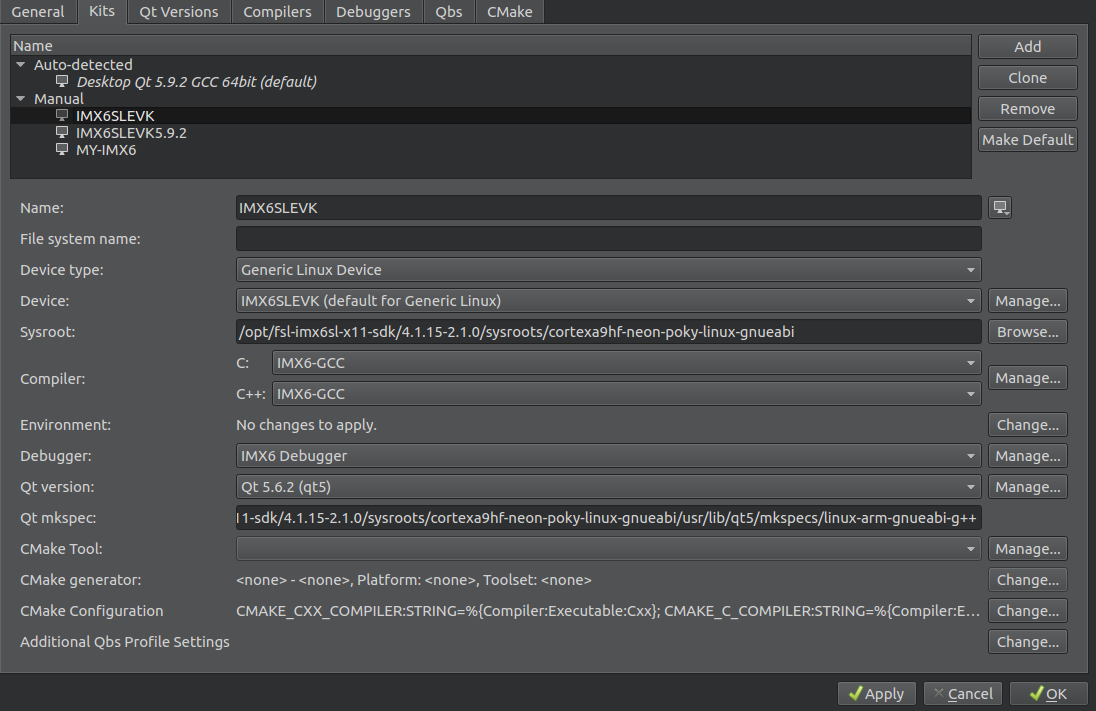 General Kits Qt Versions Compilers Debuggers Qbs CMake
Name
Auto-detected
Desktop Qt 5.9.2 GCC 64bit (default)
Manual
IMX6SLEVK
IMX6SLEVK5.9.2
MY-IMX6
Add
Clone
Remove
Make Default
Name: IMX6SLEVK
File system name:
Device type: Generic Linux Device
Device: IMX6SLEVK (default for Generic Linux) Manage...
Sysroot: /opt/fsl-imx6sl-x11-sdk/4.1.15-2.1.0/sysroots/cortexa9hf-neon-poky-linux-gnueabi Browse...
Compiler: C: IMX6-GCC
C++: IMX6-GCC Manage...
Environment: No changes to apply. Change...
Debugger: IMX6 Debugger Manage...
Qt version: Qt 5.6.2 (qt5) Manage...
Qt mkspec: 11-sdk/4.1.15-2.1.0/sysroots/cortexa9hf-neon-poky-linux-gnueabi/usr/lib/qt5/mkspecs/linux-arm-gnueabi-g++
CMake Tool: Manage...
CMake generator: <none> - <none>, Platform: <none>, Toolset: <none> Change...
CMake Configuration CMAKE_CXX_COMPILER:STRING=%{Compiler:Executable:Cxx}; CMAKE_C_COMPILER:STRING=%{Compiler:E... Change...
Additional Qbs Profile Settings Change...
Apply Cancel OK